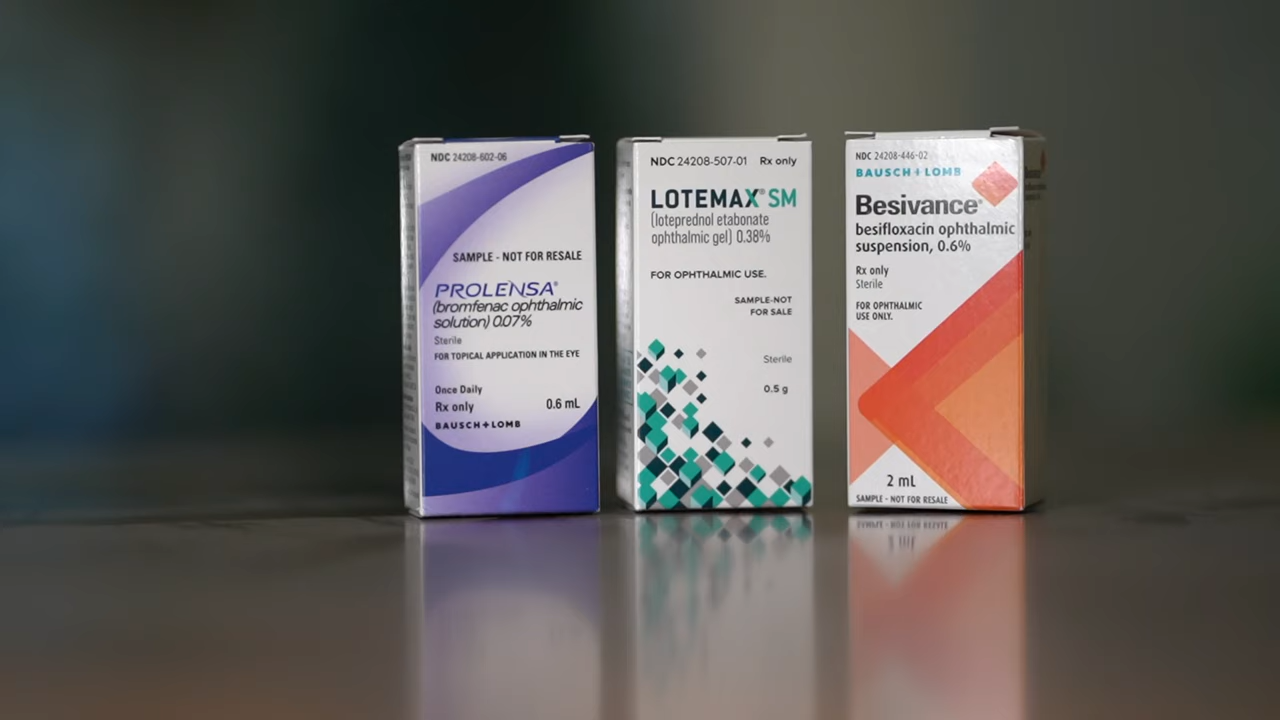 NDC 24208-602-06
SAMPLE - NOT FOR RESALE
PROLENSA®
(bromfenac ophthalmic
solution) 0.07%
Sterile
FOR TOPICAL APPLICATION IN THE EYE
Once Daily
Rx only 0.6 mL
BAUSCH+LOMB
NDC 24208-507-01 Rx only
LOTEMAX® SM
(loteprednol etabonate
ophthalmic gel) 0.38%
FOR OPHTHALMIC USE.
SAMPLE-NOT
FOR SALE
Sterile
0.5 g
NDC 24208-446-02
BAUSCH + LOMB
Besivance®
besifloxacin ophthalmic
suspension, 0.6%
Rx only
Sterile
FOR OPHTHALMIC
USE ONLY.
2 mL
SAMPLE - NOT FOR RESALE